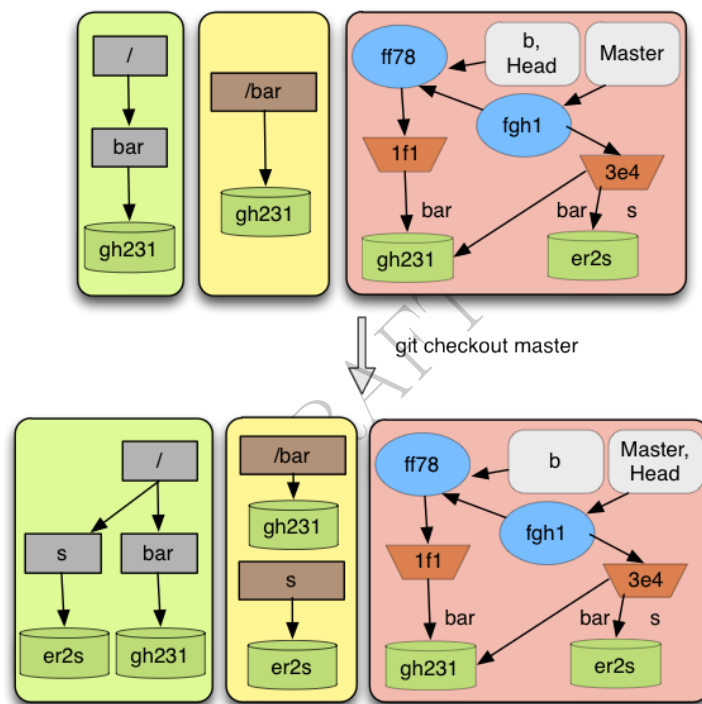 /
bar
gh231
/bar
gh231
ff78
b,
Head
Master
fgh1
1f1
3e4
bar
bar
s
gh231
er2s
git checkout master
RAFT
/
s
bar
er2s
gh231
/bar
gh231
s
er2s
ff78
b
Master,
Head
fgh1
1f1
3e4
bar
bar
s
gh231
er2s